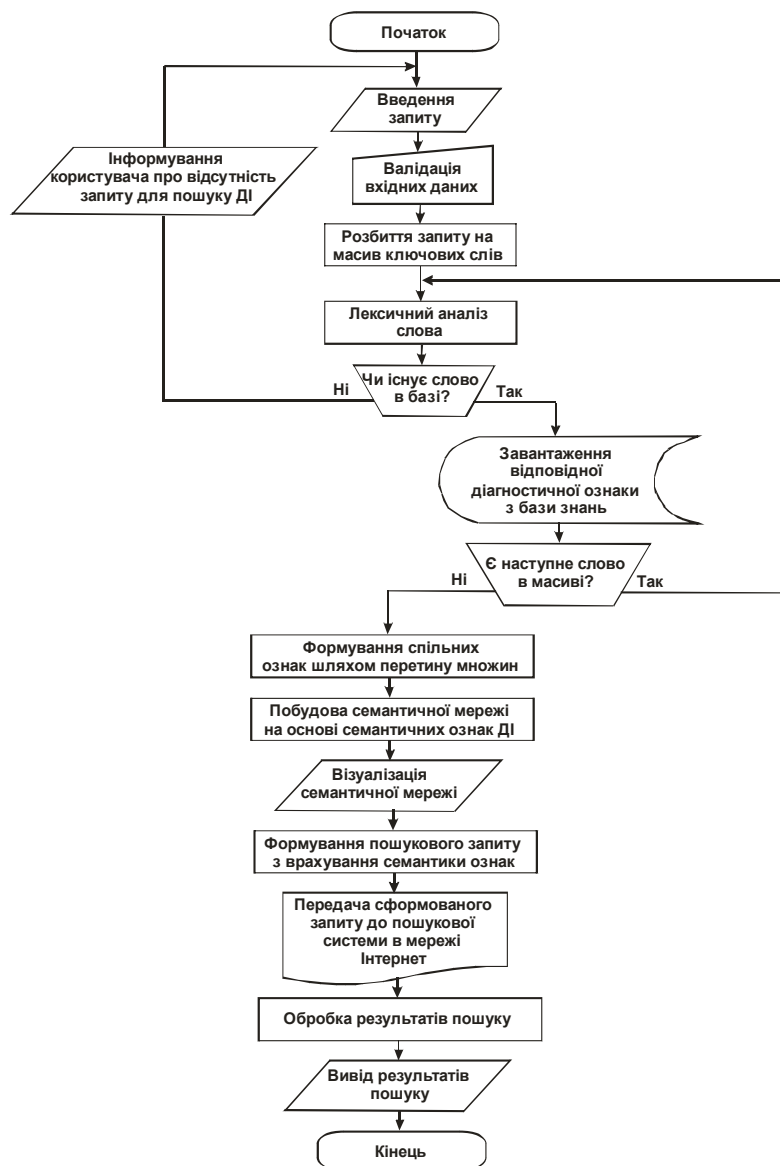 Початок
Введення
запиту
Інформування
користувача про відсутність
запиту для пошуку ДІ
Валідація
вхідних даних
Розбиття запиту на
масив ключових слів
Лексичний аналіз
слова
Чи існує слово
в базі?
Ні
Так
Завантаження
відповідної
діагностичної ознаки
з бази знань
Є наступне слово
в масиві?
Ні
Так
Формування спільних
ознак шляхом перетину множин
Побудова семантичної мережі
на основі семантичних ознак ДІ
Візуалізація
семантичної мережі
Формування пошукового запиту
з врахування семантики ознак
Передача сформованого
запиту до пошукової
системи в мережі
Інтернет
Обробка результатів пошуку
Вивід результатів
пошуку
Кінець